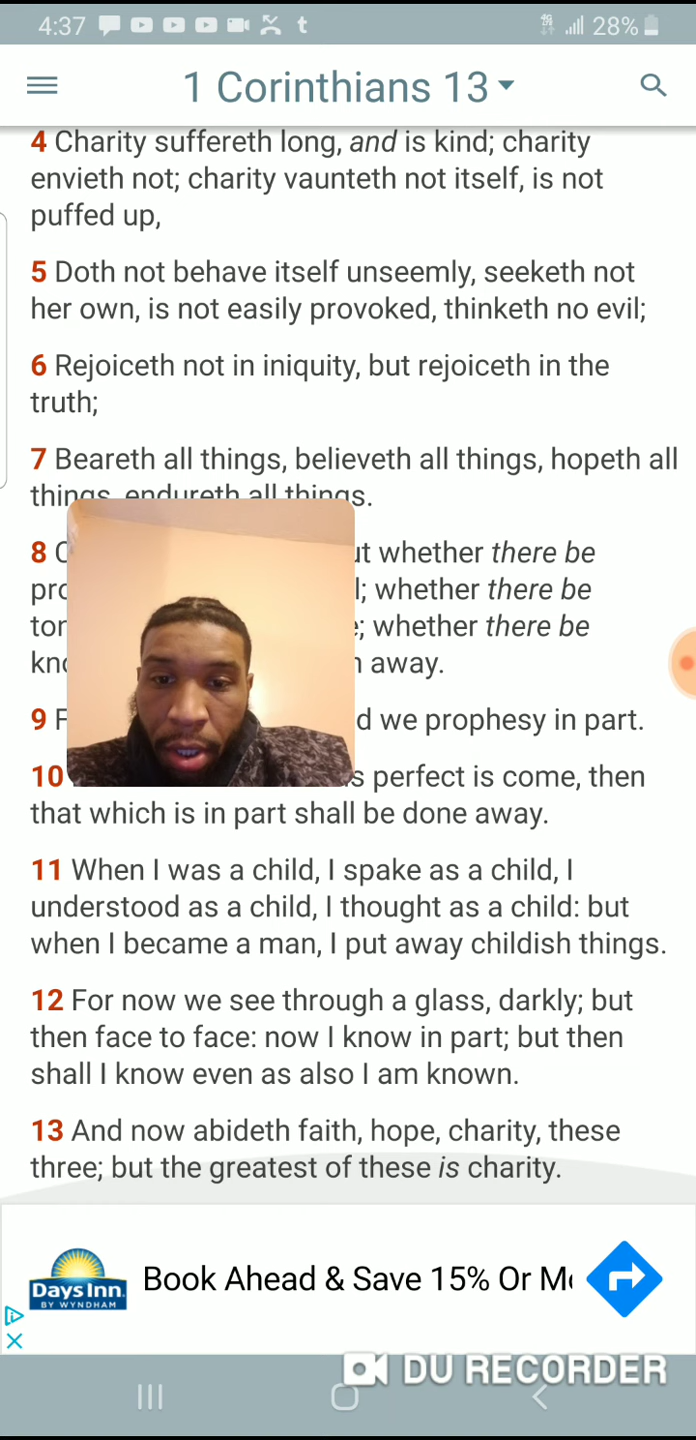 4:37 t 28%
1 Corinthians 13
4 Charity suffereth long, and is kind; charity
envieth not; charity vaunteth not itself, is not
puffed up,
5 Doth not behave itself unseemly, seeketh not
her own, is not easily provoked, thinketh no evil;
6 Rejoiceth not in iniquity, but rejoiceth in the
truth;
7 Beareth all things, believeth all things, hopeth all
things, endureth all things.
8 whether there be
whether there be
whether there be
away.
9 we prophesy in part.
10 perfect is come, then
that which is in part shall be done away.
11 When I was a child, I spake as a child, I
understood as a child, I thought as a child: but
when I became a man, I put away childish things.
12 For now we see through a glass, darkly; but
then face to face: now I know in part; but then
shall I know even as also I am known.
13 And now abideth faith, hope, charity, these
three; but the greatest of these is charity.
Days Inn.
BY WYNDHAM
Book Ahead & Save 15% Or
DU RECORDER